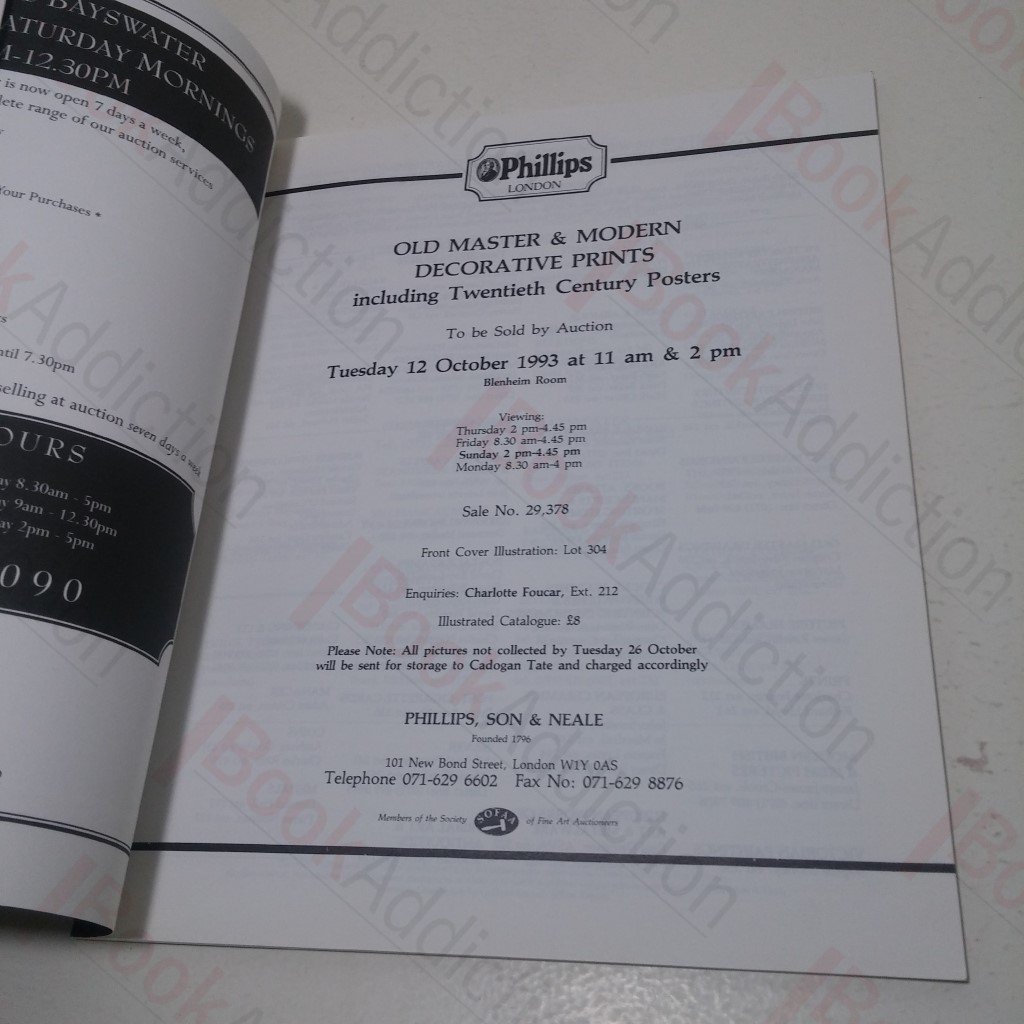 BAYSWATER
SATURDAY MORNINGS
-12.30PM
is now open 7 days a week,
range of our auction services
Your Purchases *
7.30pm
selling at auction seven days a week
8.30am - 5pm
9am - 12.30pm
2pm - 5pm
090
Phillips
LONDON
OLD MASTER & MODERN
DECORATIVE PRINTS
including Twentieth Century Posters
To be Sold by Auction
Tuesday 12 October 1993 at 11 am & 2 pm
Blenheim Room
Viewing:
Thursday 2 pm-4.45 pm
Friday 8.30 am-4.45 pm
Sunday 2 pm-4.45 pm
Monday 8.30 am-4 pm
Sale No. 29,378
Front Cover Illustration: Lot 304
Enquiries: Charlotte Foucar, Ext. 212
Illustrated Catalogue: £8
Please Note: All pictures not collected by Tuesday 26 October
will be sent for storage to Cadogan Tate and charged accordingly
PHILLIPS, SON & NEALE
Founded 1796
101 New Bond Street, London W1Y 0AS
Telephone 071-629 6602 Fax No: 071-629 8876
Members of the Society SOFAA of Fine Art Auctioneers
BookAddiction